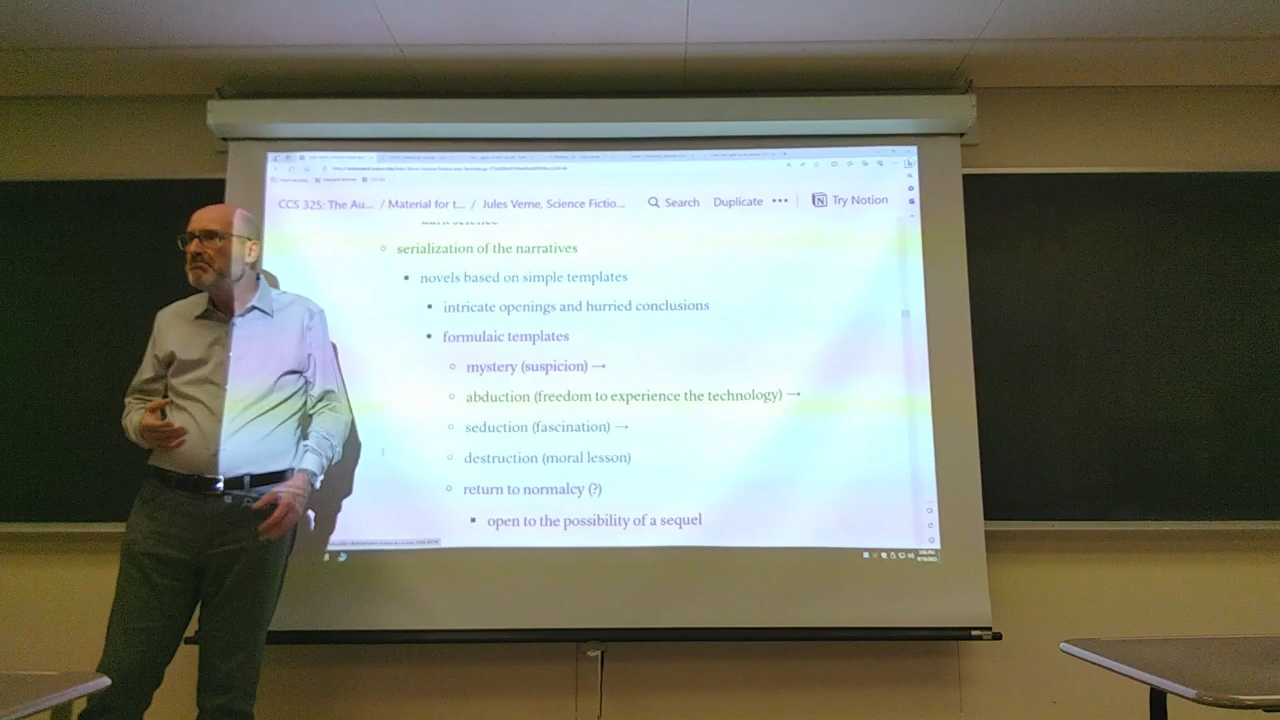 CCS 325: The Au... / Material for t... / Jules Verne, Science Fictio... Search Duplicate ••• Try Notion
dark science
○ serialization of the narratives
▪ novels based on simple templates
• intricate openings and hurried conclusions
• formulaic templates
○ mystery (suspicion) →
○ abduction (freedom to experience the technology) →
○ seduction (fascination) →
○ destruction (moral lesson)
○ return to normalcy (?)
▪ open to the possibility of a sequel